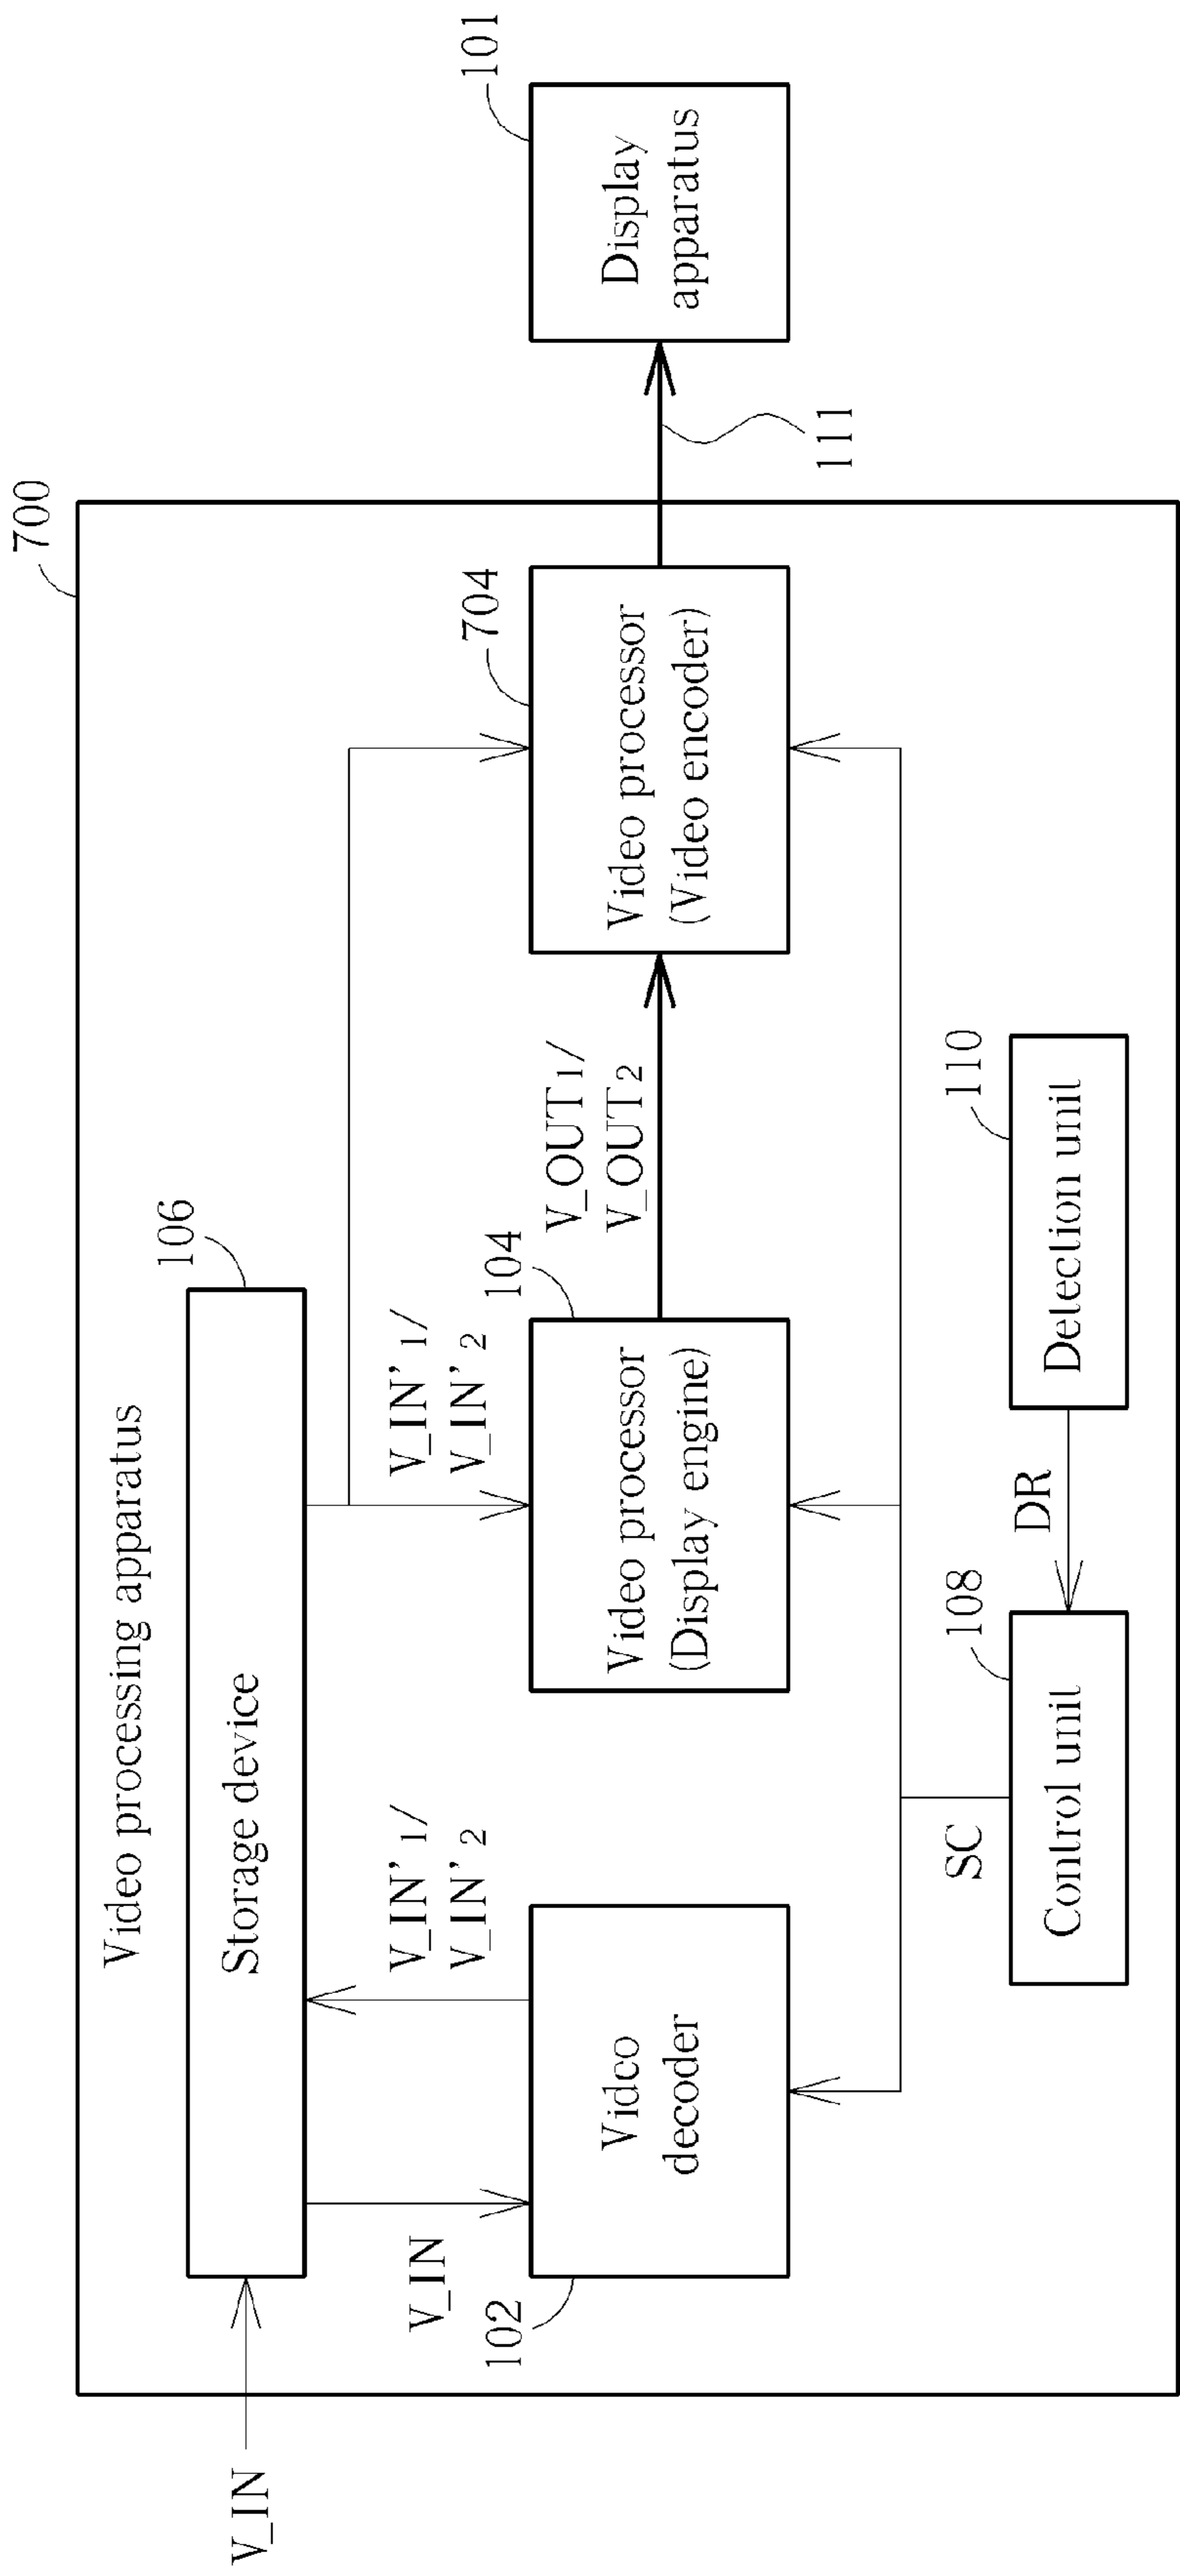 700
Video processing apparatus
V_IN
Storage device
106
V_IN
V_IN’1/
V_IN’2
V_IN’1/
V_IN’2
102
Vidco
decoder
104
Video processor
(Display engine)
V_OUT1/
V_OUT2
704
Video processor
(Video encoder)
111
101
Display
apparatus
SC
Control unit
108
DR
Detection unit
110